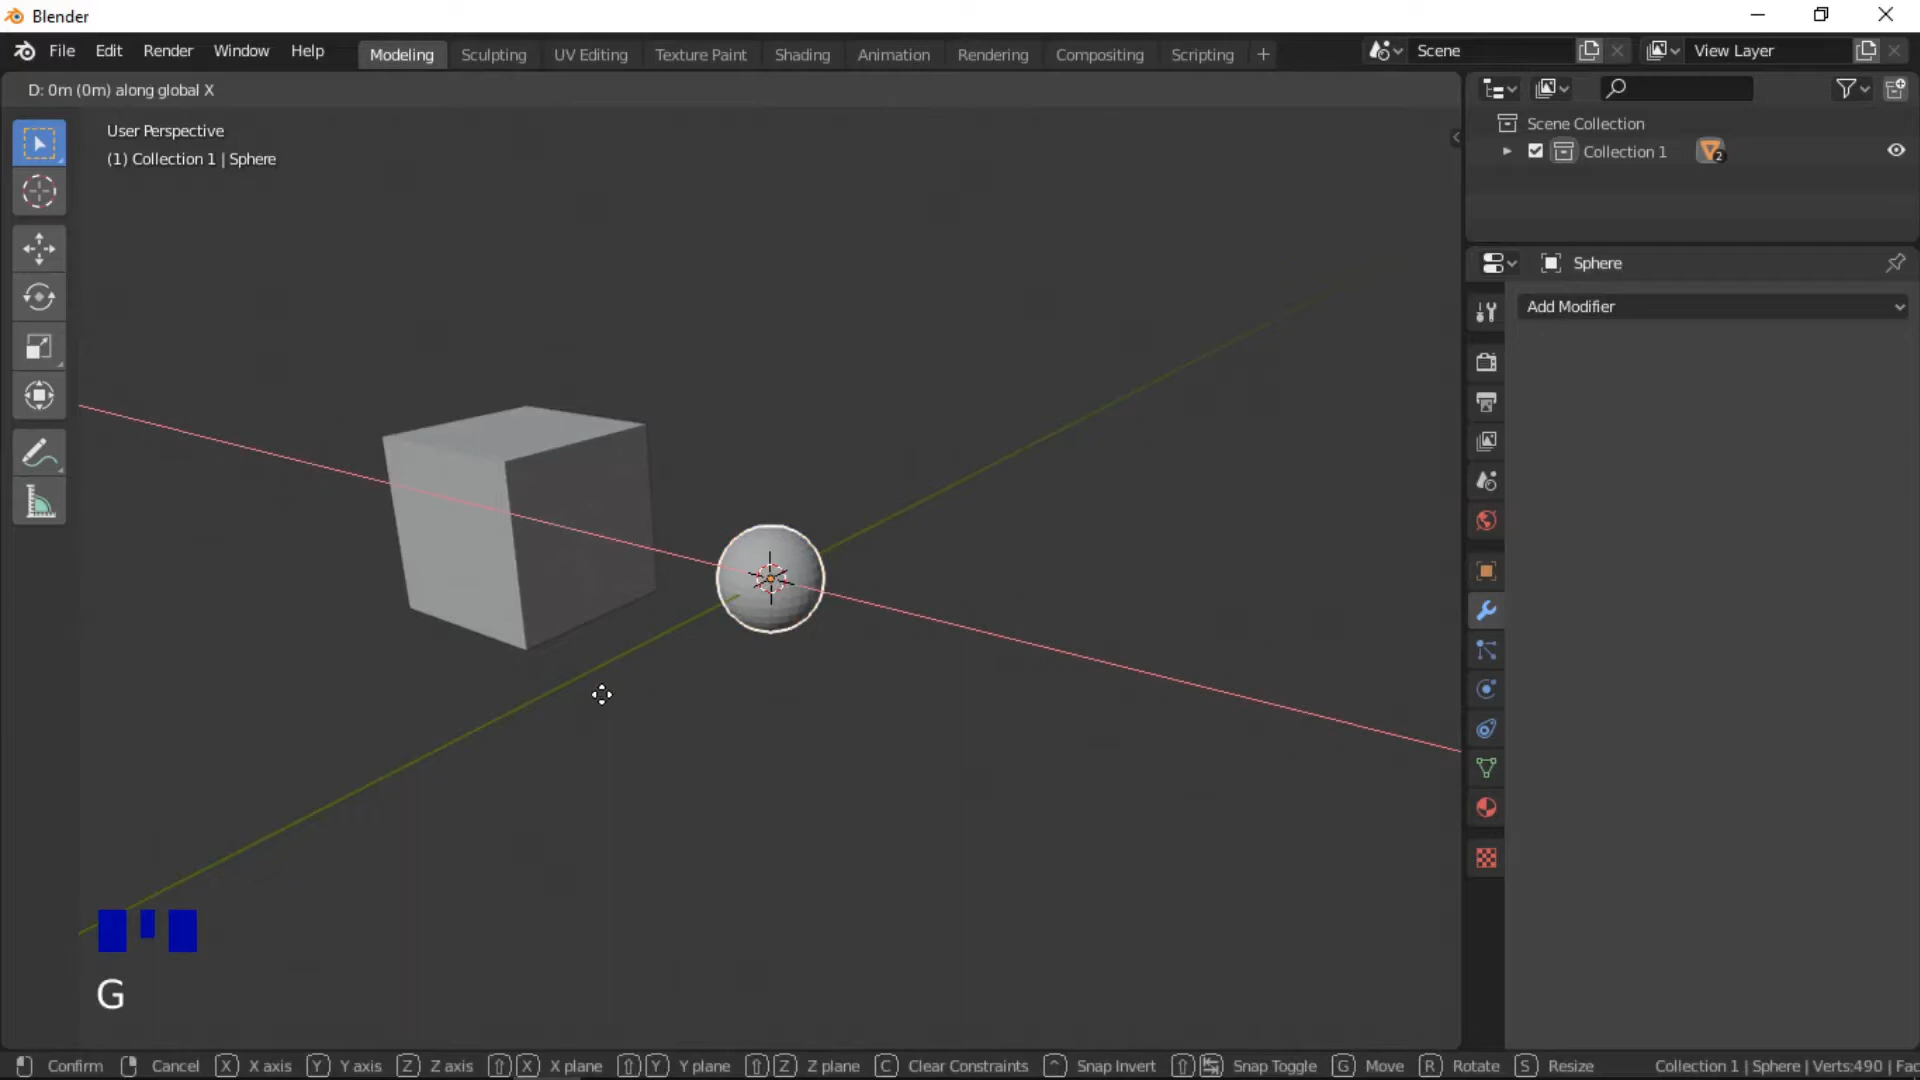 Blender
File Edit Render Window Help Modeling Sculpting UV Editing Texture Paint Shading Animation Rendering Compositing Scripting + Scene View Layer
D: 0m (0m) along global X
User Perspective
(1) Collection 1 | Sphere
Scene Collection
Collection 1 2
Sphere
Add Modifier
G
Confirm Cancel X X axis Y Y axis Z Z axis X X plane Y Y plane Z Z plane C Clear Constraints ^ Snap Invert Snap Toggle G Move R Rotate S Resize Collection 1 | Sphere | Verts:490 | Fac